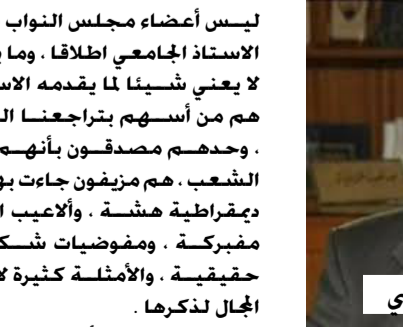 ليس أعضاء مجلس النواب
الاستاذ الجامعي اطلاقا ، وما
لا يعني شيئا لما يقدمه الاس
هم من أسهم بتراجعنا ال
، وحدهم مصدقون بأنهم
الشعب ، هم مزيفون جاءت به
ديمقراطية هشة ، وألاعيب ا
مفبركة ، ومفوضيات شك
حقيقية ، والأمثلة كثيرة لا
المجال لذكرها .
ي